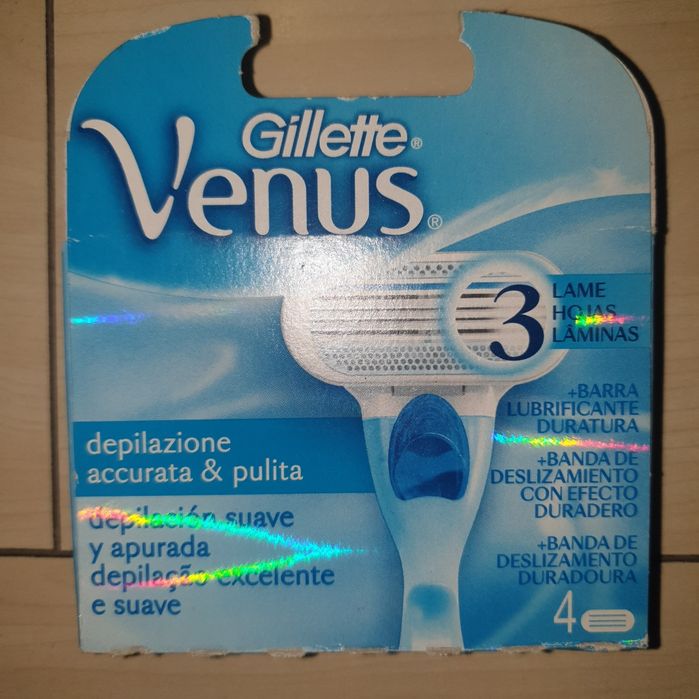 Gillette®
Venus®
3
LAME
HOJAS
LÂMINAS
+BARRA
LUBRIFICANTE
DURATURA
+BANDA DE
DESLIZAMIENTO
CON EFECTO
DURADERO
+BANDA DE
DESLIZAMENTO
DURADOURA
depilazione
accurata & pulita
depilación suave
y apurada
depilação excelente
e suave
4